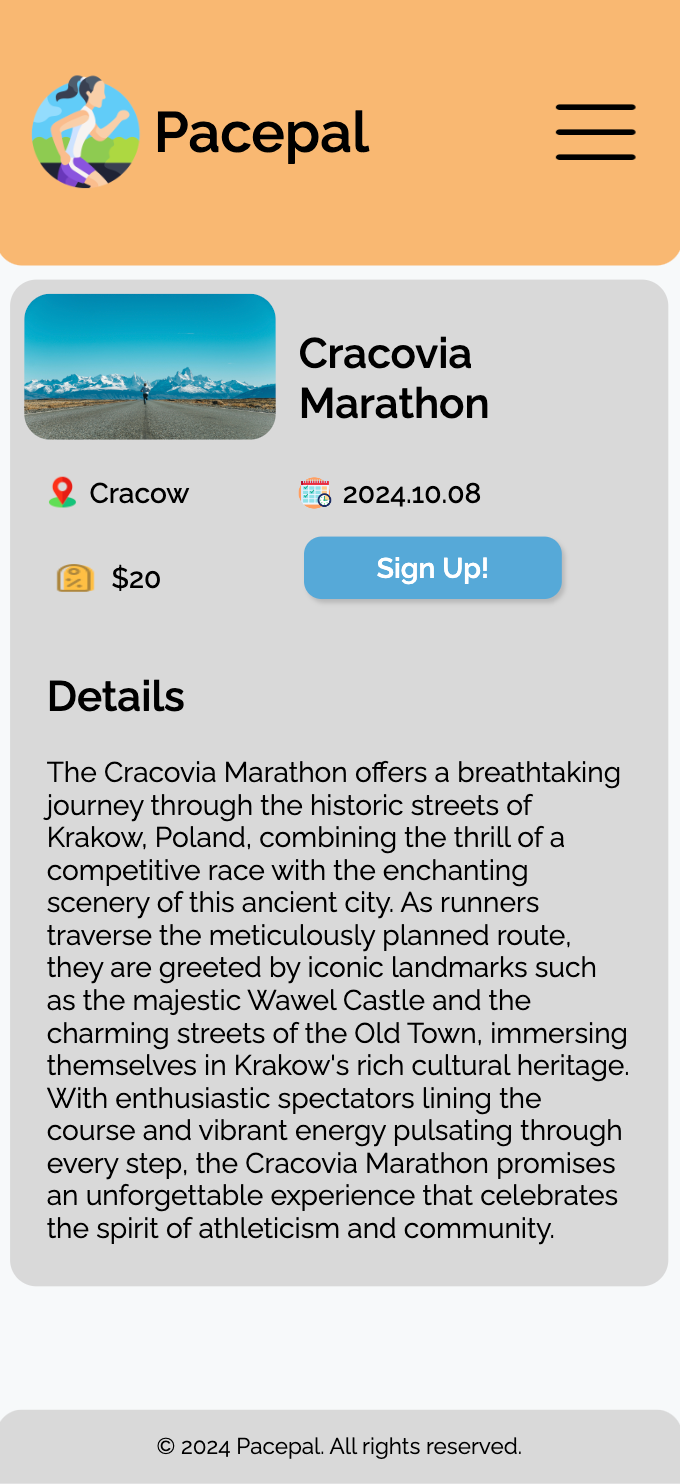 Pacepal
Cracovia
Marathon
Cracow
2024.10.08
$20
Sign Up!
Details
The Cracovia Marathon offers a breathtaking
journey through the historic streets of
Krakow, Poland, combining the thrill of a
competitive race with the enchanting
scenery of this ancient city. As runners
traverse the meticulously planned route,
they are greeted by iconic landmarks such
as the majestic Wawel Castle and the
charming streets of the Old Town, immersing
themselves in Krakow's rich cultural heritage.
With enthusiastic spectators lining the
course and vibrant energy pulsating through
every step, the Cracovia Marathon promises
an unforgettable experience that celebrates
the spirit of athleticism and community.
© 2024 Pacepal. All rights reserved.